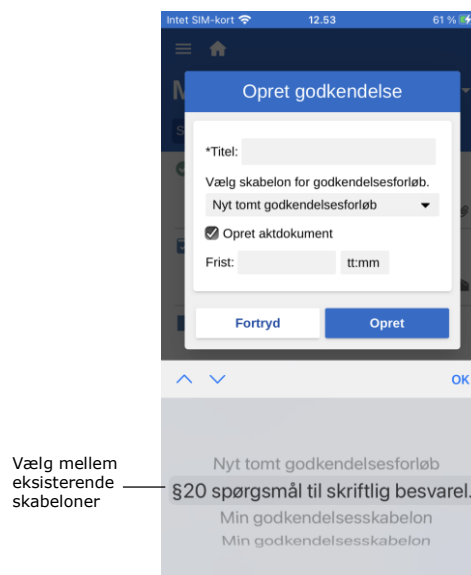 Intet SIM-kort 12.53 61 %
M
Opret godkendelse
S
*Titel:
Vælg skabelon for godkendelsesforløb.
Nyt tomt godkendelsesforløb
Opret aktdokument
Frist: tt:mm
Fortryd Opret
OK
Vælg mellem
eksisterende
skabeloner
Nyt tomt godkendelsesforløb
§20 spørgsmål til skriftlig besvarel.
Min godkendelsesskabelon
Min godkendelsesskabelon